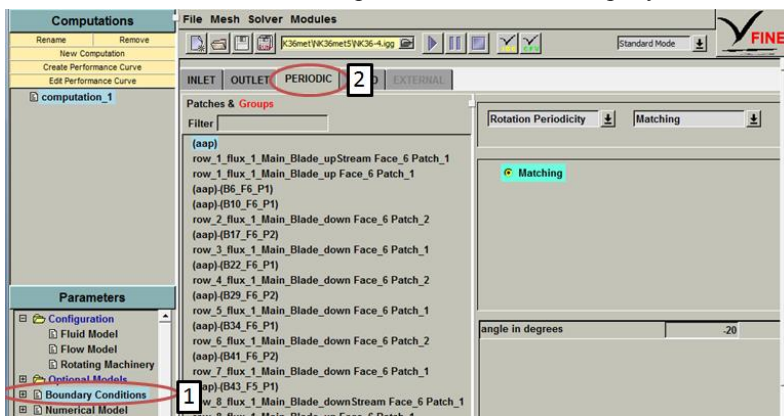 Computations
File Mesh Solver Modules
Rename Remove
New Computation
Create Performance Curve
Edit Performance Curve
computation_1
K36met\NK36met5\NK36-4.igg
Standard Mode
FINE
INLET OUTLET PERIODIC 2 EXTERNAL
Patches & Groups
Filter
Rotation Periodicity Matching
(aap)
row_1_flux_1_Main_Blade_upStream Face_6 Patch_1
row_1_flux_1_Main_Blade_up Face_6 Patch_1
Matching
(aap)-(B6_F6_P1)
(aap)-(B10_F6_P1)
row_2_flux_1_Main_Blade_down Face_6 Patch_2
(aap)-(B17_F6_P2)
row_3_flux_1_Main_Blade_down Face_6 Patch_1
(aap)-(B22_F6_P1)
row_4_flux_1_Main_Blade_down Face_6 Patch_2
(aap)-(B29_F6_P2)
row_5_flux_1_Main_Blade_down Face_6 Patch_1
(aap)-(B34_F6_P1)
angle in degrees -20
row_6_flux_1_Main_Blade_down Face_6 Patch_2
(aap)-(B41_F6_P2)
row_7_flux_1_Main_Blade_down Face_6 Patch_1
ap)-(B43_F5_P1)
w_8_flux_1_Main_Blade_downStream Face_6 Patch_1
Parameters
Configuration
Fluid Model
Flow Model
Rotating Machinery
Optional Models
Boundary Conditions 1
Numerical Model